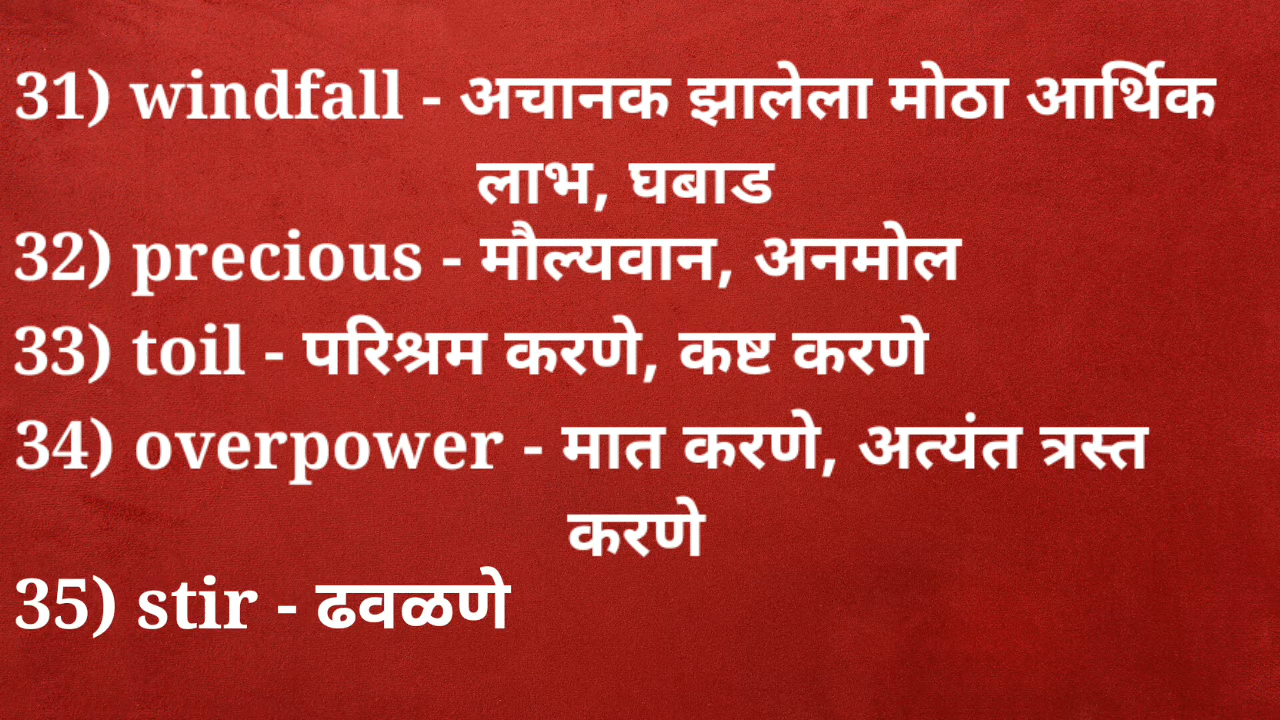 31) windfall - अचानक झालेला मोठा आर्थिक
लाभ, घबाड
32) precious - मौल्यवान, अनमोल
33) toil - परिश्रम करणे, कष्ट करणे
34) overpower - मात करणे, अत्यंत त्रस्त
करणे
35) stir - ढवळणे